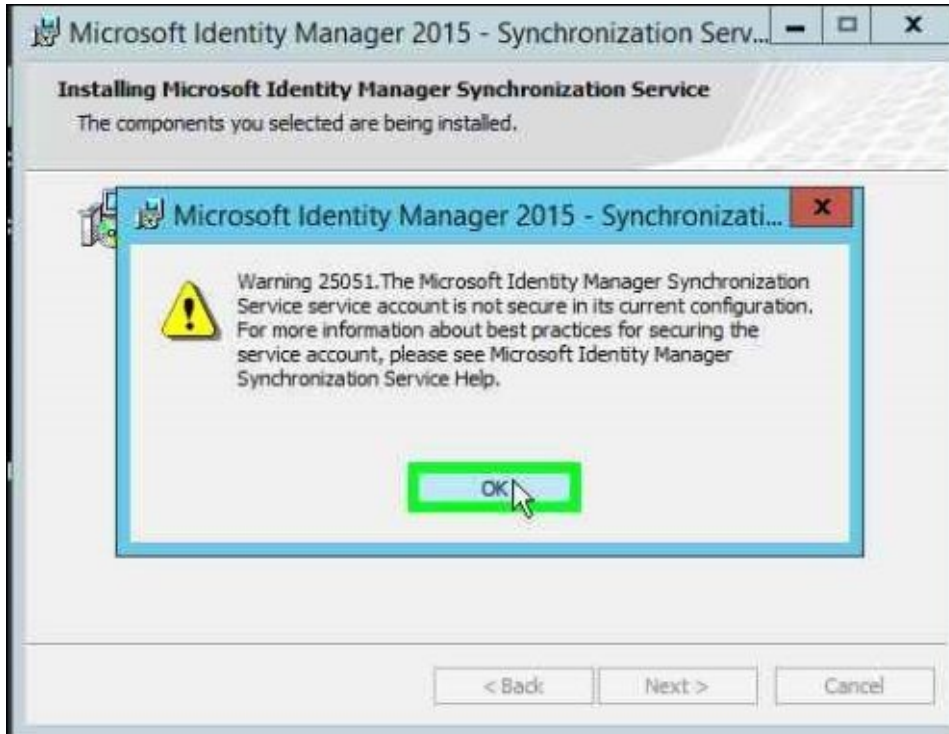 Microsoft Identity Manager 2015 - Synchronization Serv...
Installing Microsoft Identity Manager Synchronization Service
The components you selected are being installed.
Microsoft Identity Manager 2015 - Synchronizati...
Warning 25051.The Microsoft Identity Manager Synchronization
Service service account is not secure in its current configuration.
For more information about best practices for securing the
service account, please see Microsoft Identity Manager
Synchronization Service Help.
OK
< Back Next > Cancel